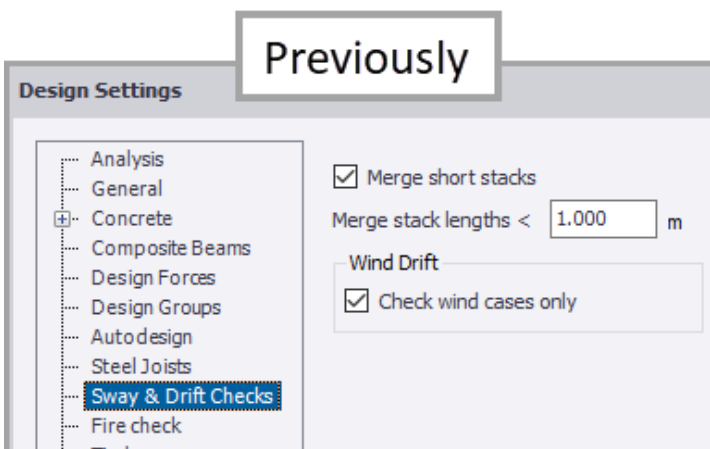 Previously
Design Settings
Analysis
General
Concrete
Composite Beams
Design Forces
Design Groups
Autodesign
Steel Joists
Sway & Drift Checks
Fire check
Merge short stacks
Merge stack lengths < 1.000 m
Wind Drift
Check wind cases only